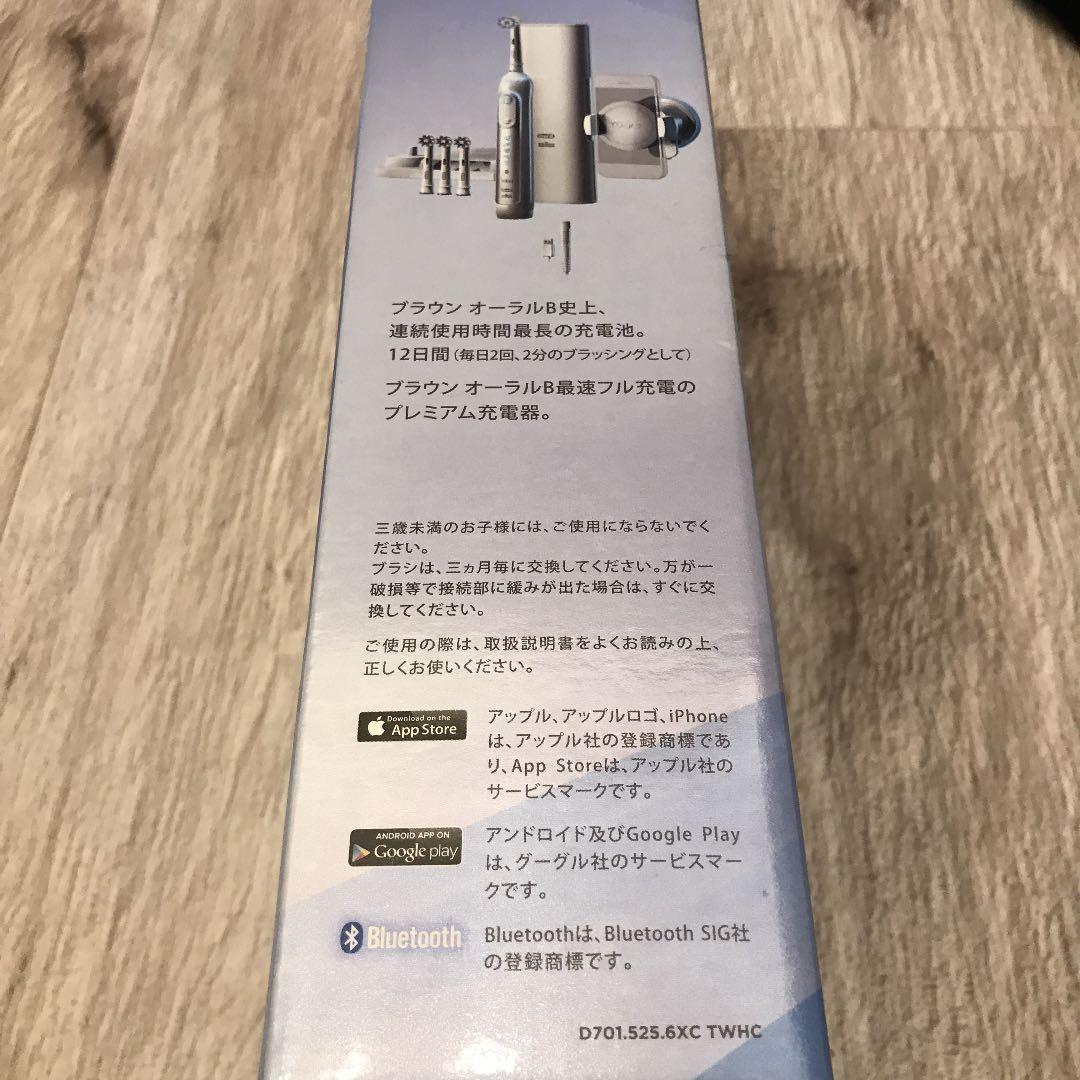 ブラウン オーラルB史上、
連続使用時間最長の充電池。
12日間(毎日2回、2分のブラッシングとして)
ブラウン オーラルB最速フル充電の
プレミアム充電器。
三歳未満のお子様には、ご使用にならないでく
ださい。
ブラシは、三ヵ月毎に交換してください。万が一
破損等で接続部に緩みが出た場合は、すぐに交
換してください。
ご使用の際は、取扱説明書をよくお読みの上、
正しくお使いください。
Download on the
App Store
アップル、アップルロゴ、iPhone
は、アップル社の登録商標であ
り、App Storeは、アップル社の
サービスマークです。
ANDROID APP ON
Google play
アンドロイド及びGoogle Play
は、グーグル社のサービスマー
クです。
Bluetooth
Bluetoothは、Bluetooth SIG社
の登録商標です。
D701.525.6XC TWHC